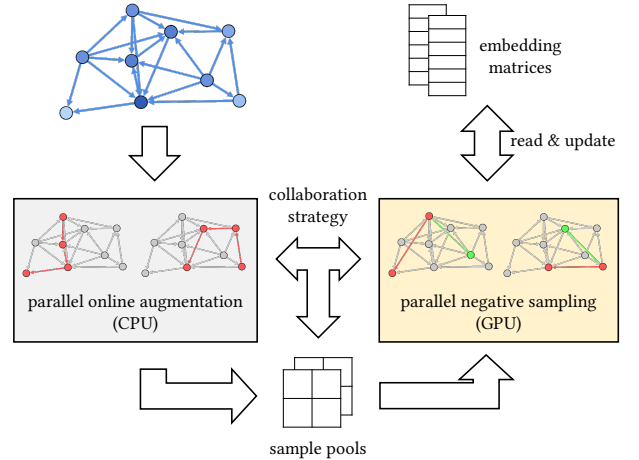 embedding
matrices
read & update
collaboration
strategy
parallel online augmentation
(CPU)
parallel negative sampling
(GPU)
sample pools